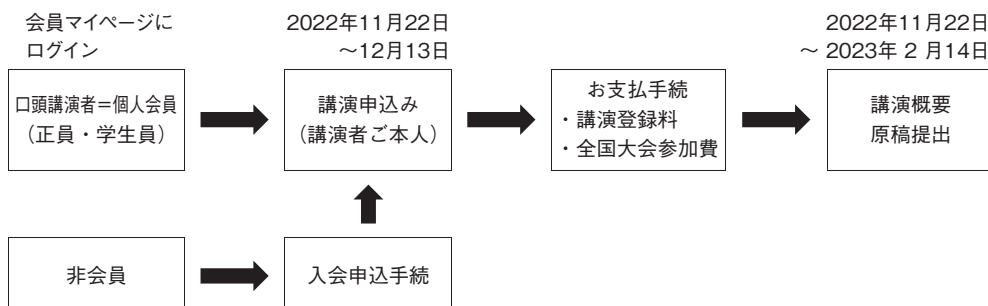 会員マイページに
ログイン
2022年11月22日
～12月13日
2022年11月22日
～ 2023年 2 月14日
口頭講演者＝個人会員
（正員・学生員）
講演申込み
（講演者ご本人）
お支払手続
・講演登録料
・全国大会参加費
講演概要
原稿提出
非会員
入会申込手続